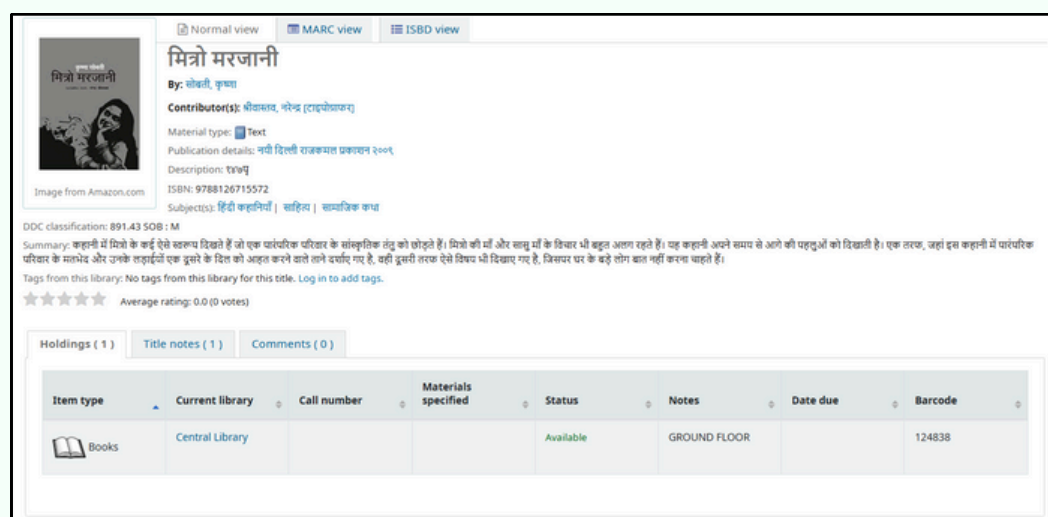 Normal view MARC view ISBD view
कृष्णा सोबती
मित्रो मरजानी
Image from Amazon.com
मित्रो मरजानी
By: सोबती, कृष्णा
Contributor(s): श्रीवास्तव, नरेन्द्र [टाइपोग्राफर]
Material type: Text
Publication details: नयी दिल्ली राजकमल प्रकाशन २००९
Description: १४७पृ
ISBN: 9788126715572
Subject(s): हिंदी कहानियाँ | साहित्य | सामाजिक कथा
DDC classification: 891.43 SOB : M
Summary: कहानी में मित्रो के कई ऐसे स्वरूप दिखते हैं जो एक पारंपरिक परिवार के सांस्कृतिक तंतु को छोड़ते हैं। मित्रो की माँ और सासु माँ के विचार भी बहुत अलग रहते हैं। यह कहानी अपने समय से आगे की पहलुओं को दिखाती है। एक तरफ, जहां इस कहानी में पारंपरिक
परिवार के मतभेद और उनके लड़ाईयों एक दूसरे के दिल को आहत करने वाले ताने दर्शाए गए है, वही दूसरी तरफ ऐसे विषय भी दिखाए गए है, जिसपर घर के बड़े लोग बात नहीं करना चाहते हैं।
Tags from this library: No tags from this library for this title. Log in to add tags.
Average rating: 0.0 (0 votes)
Holdings ( 1 ) Title notes ( 1 ) Comments ( 0 )
Item type Current library Call number Materials specified Status Notes Date due Barcode
Books Central Library Available GROUND FLOOR 124838